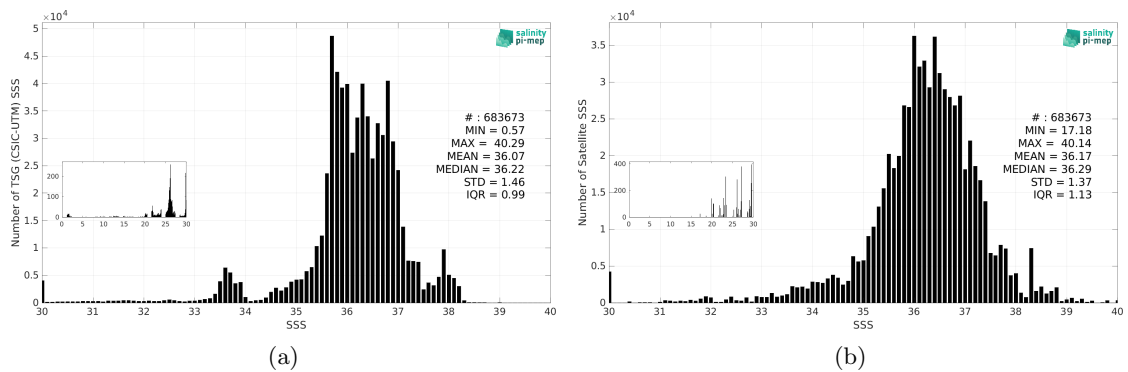 ×10⁴
5
4.5
4
3.5
3
2.5
2
1.5
1
0.5
0
Number of TSG (CSIC-UTM) SSS
30 31 32 33 34 35 36 37 38 39 40
SSS
salinity
pi-mep
# : 683673
MIN = 0.57
MAX = 40.29
MEAN = 36.07
MEDIAN = 36.22
STD = 1.46
IQR = 0.99
200
100
0
0 5 10 15 20 25 30
(a)
×10⁴
3.5
3
2.5
2
1.5
1
0.5
0
Number of Satellite SSS
30 31 32 33 34 35 36 37 38 39 40
SSS
salinity
pi-mep
# : 683673
MIN = 17.18
MAX = 40.14
MEAN = 36.17
MEDIAN = 36.29
STD = 1.37
IQR = 1.13
400
200
0
0 5 10 15 20 25 30
(b)